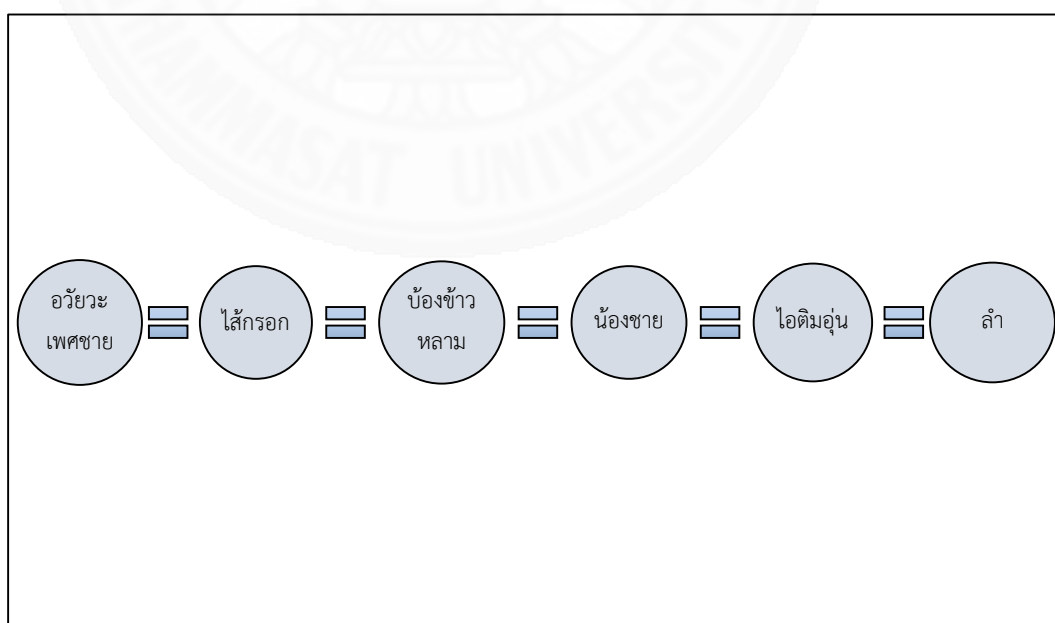 THAMMASAT UNIVERSITY
อวัยวะ
เพศชาย
ไส้กรอก
บ้องข้าว
หลาม
น้องชาย
ไอติมอุ่น
ลำ